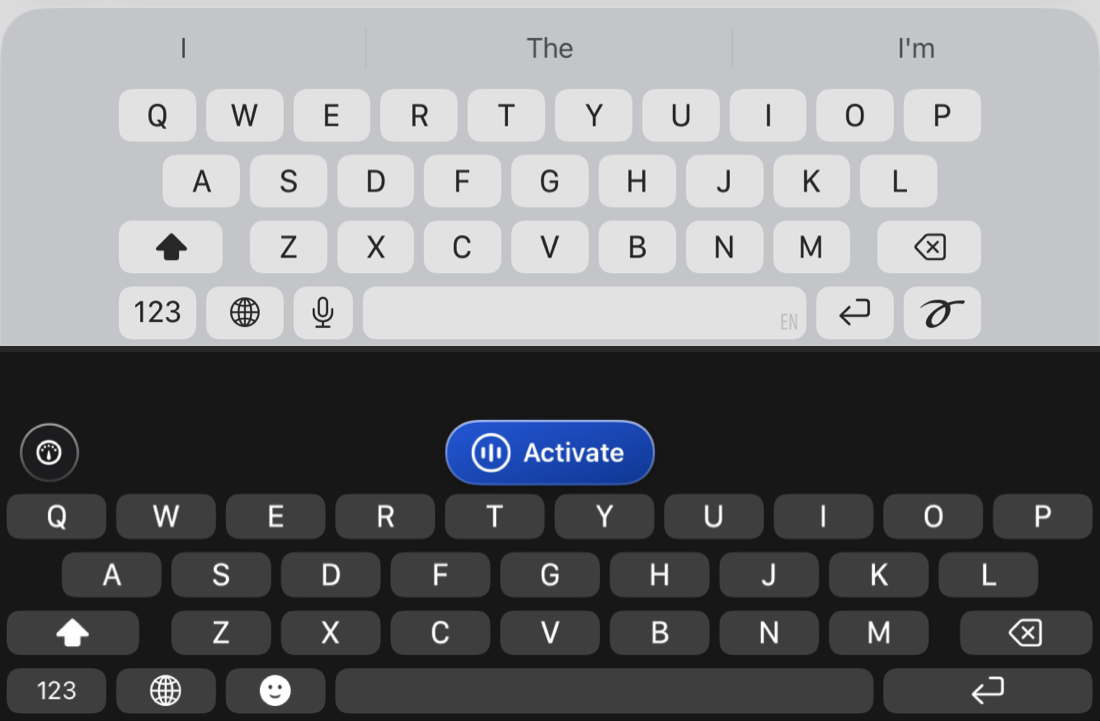 I The I'm
Q W E R T Y U I O P
A S D F G H J K L
Z X C V B N M
123 EN
Activate
Q W E R T Y U I O P
A S D F G H J K L
Z X C V B N M
123